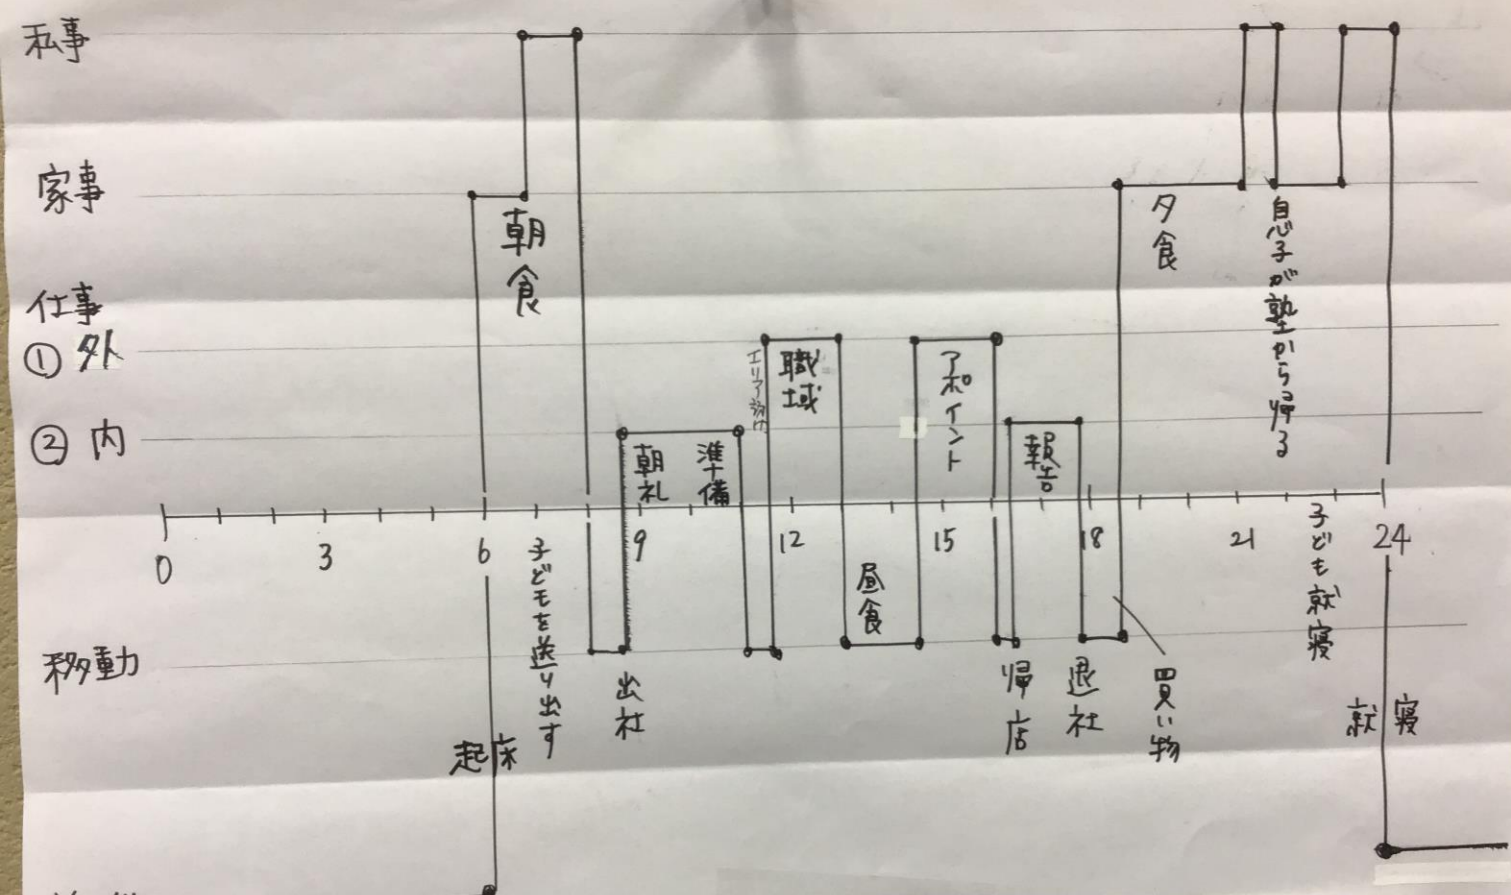 私事
家事
朝食
夕食
息子が塾から帰る
仕事
① 外
② 内
エリア添付
職域
アポイント
朝礼
準備
報告
0
3
6
9
12
15
18
21
24
移動
起床
子どもを送り出す
出社
昼食
帰店
退社
買い物
子ども就寝
就寝